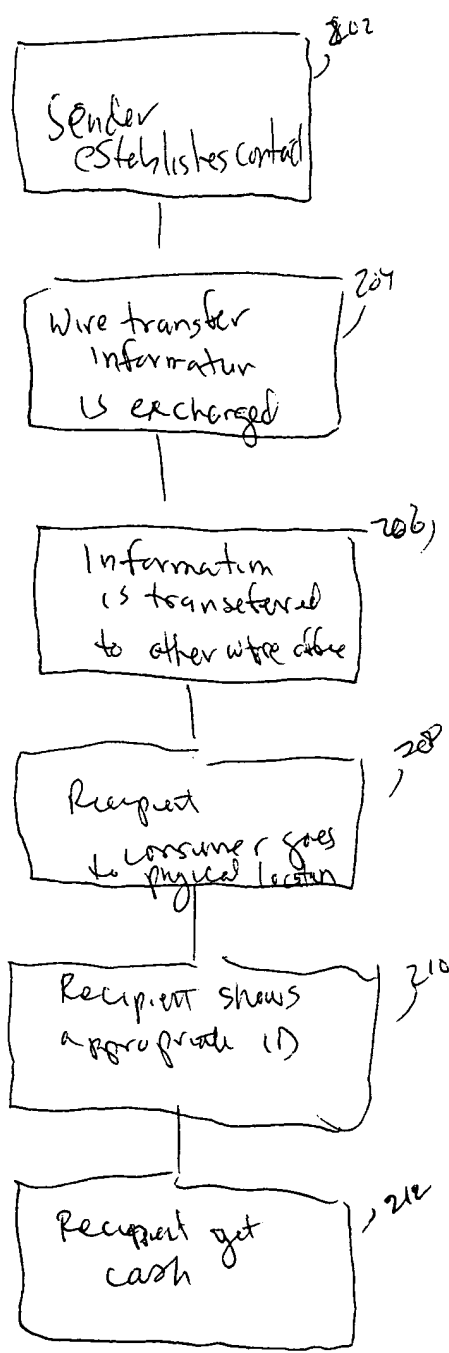 202
Sender
establishes contact
204
Wire transfer
Information
is exchanged
206
Information
is transferred
to other wire office
208
Recipient
consumer goes
to physical location
210
Recipient shows
appropriate ID
212
Recipient get
cash